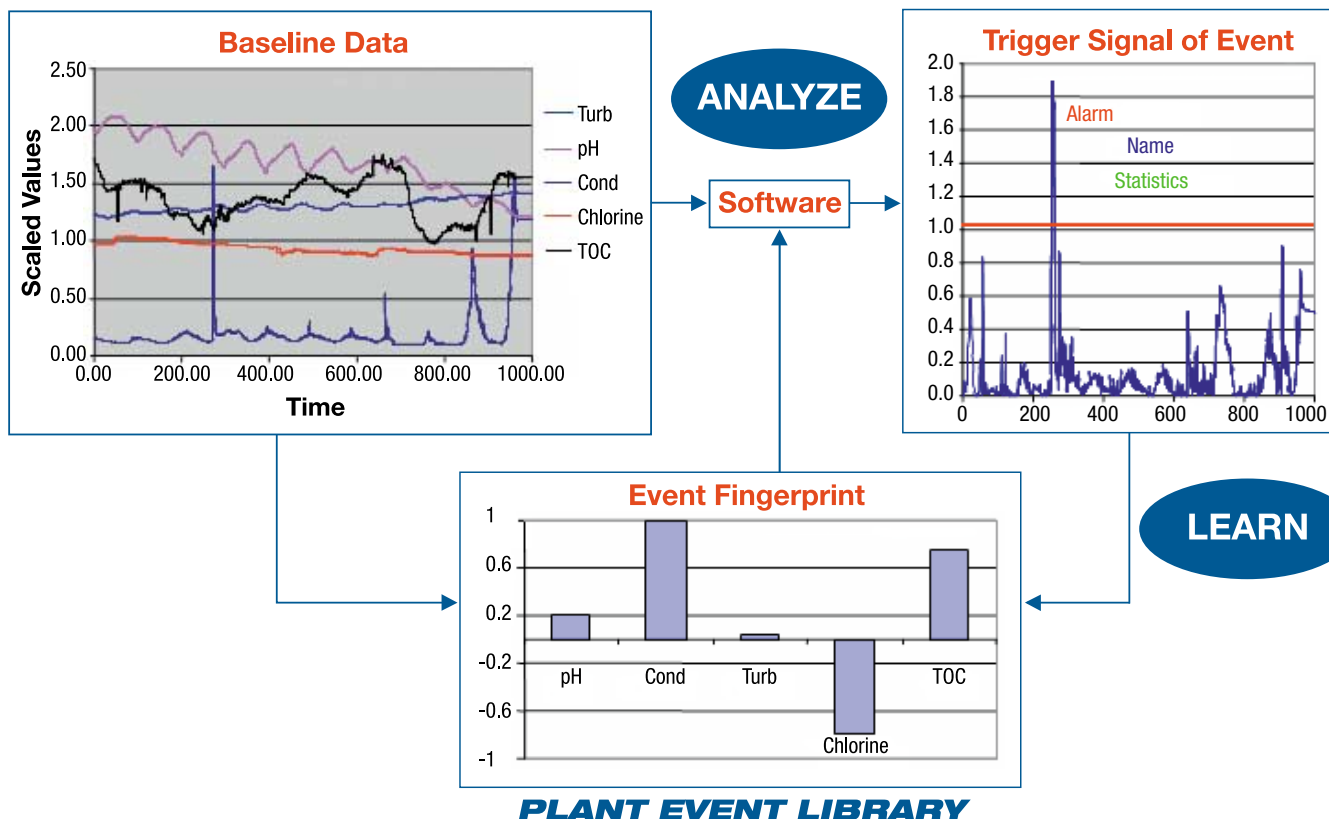 Baseline Data
2.50
2.00
1.50
1.00
0.50
0.00
Scaled Values
0.00 200.00 400.00 600.00 800.00 1000.00
Time
Turb
pH
Cond
Chlorine
TOC
ANALYZE
Software
Trigger Signal of Event
2.0
1.8
1.6
1.4
1.2
1.0
0.8
0.6
0.4
0.2
0.0
Alarm
Name
Statistics
0 200 400 600 800 1000
LEARN
Event Fingerprint
1
0.6
0.2
-0.2
-0.6
-1
pH Cond Turb Chlorine TOC
PLANT EVENT LIBRARY